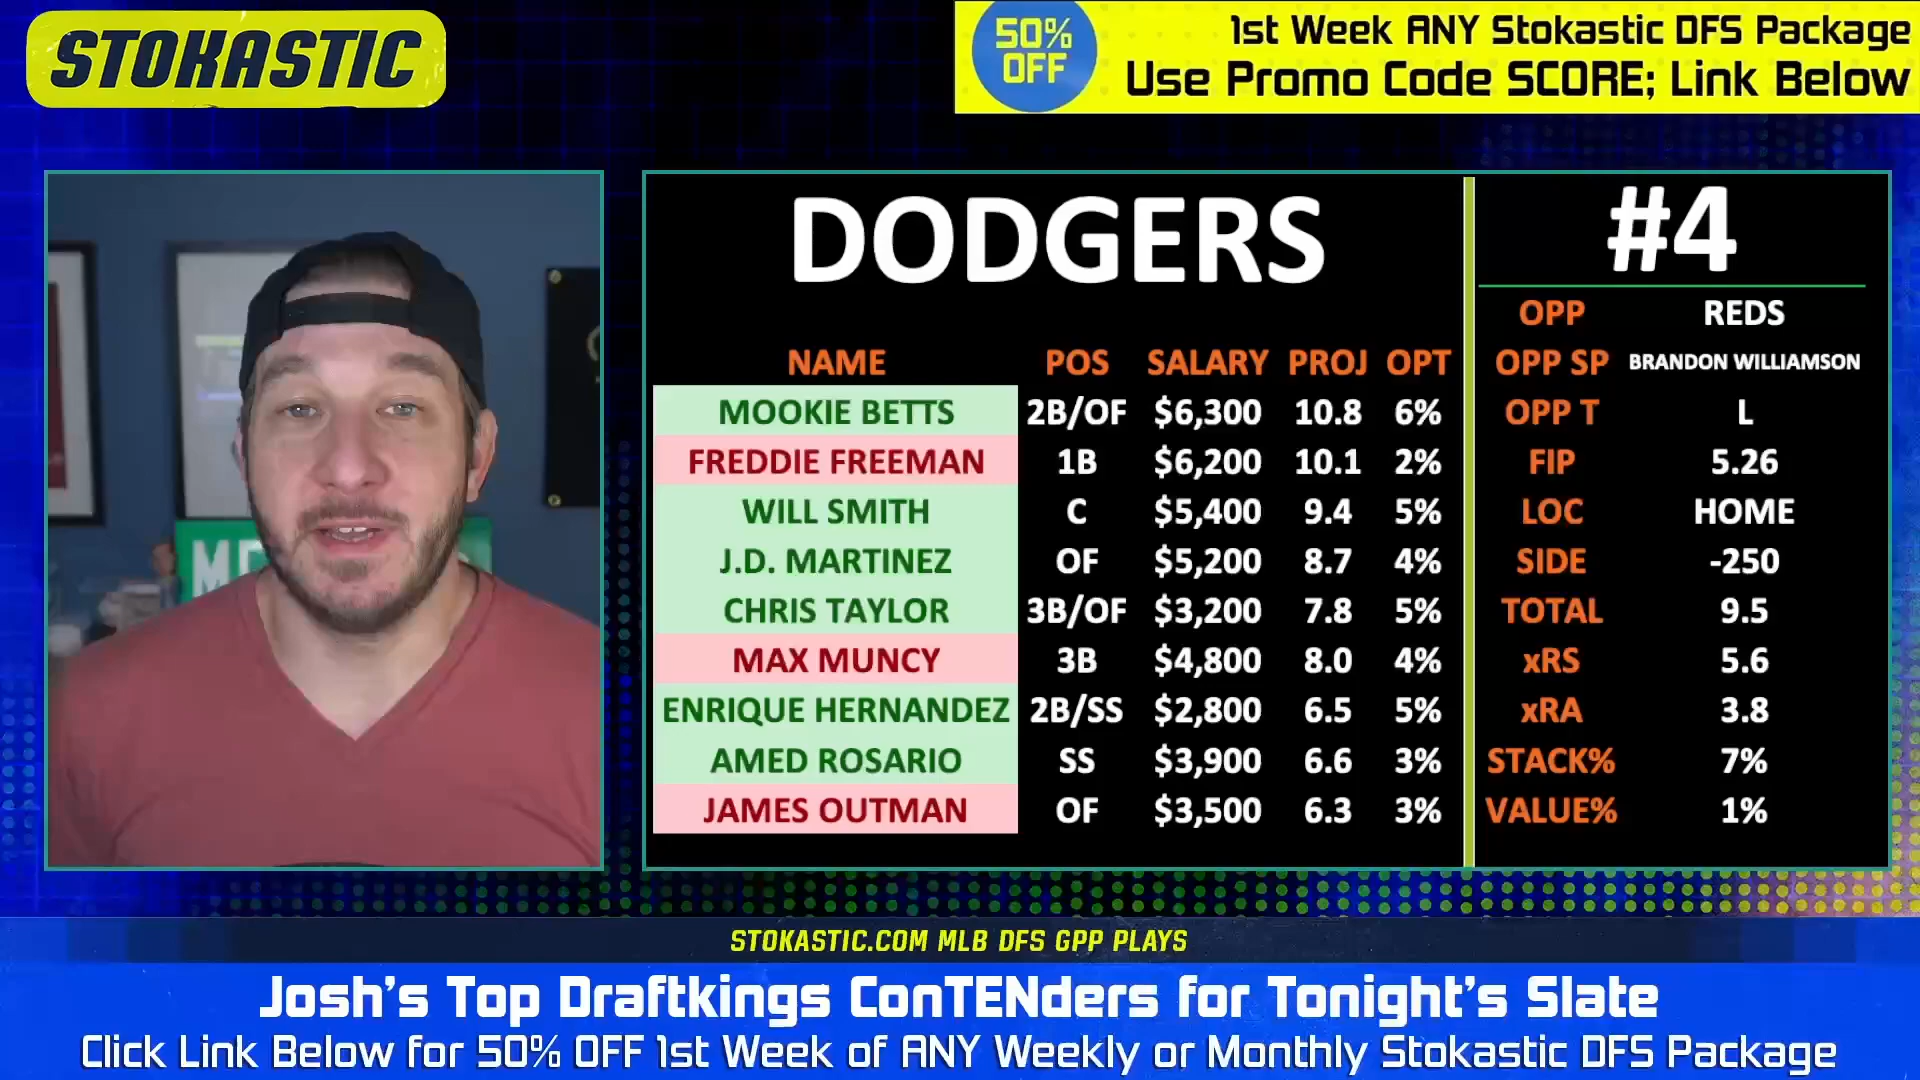 STOKASTIC
50%
OFF
1st Week ANY Stokastic DFS Package
Use Promo Code SCORE; Link Below
DODGERS
NAME POS SALARY PROJ OPT
MOOKIE BETTS 2B/OF $6,300 10.8 6%
FREDDIE FREEMAN 1B $6,200 10.1 2%
WILL SMITH C $5,400 9.4 5%
J.D. MARTINEZ OF $5,200 8.7 4%
CHRIS TAYLOR 3B/OF $3,200 7.8 5%
MAX MUNCY 3B $4,800 8.0 4%
ENRIQUE HERNANDEZ 2B/SS $2,800 6.5 5%
AMED ROSARIO SS $3,900 6.6 3%
JAMES OUTMAN OF $3,500 6.3 3%
#4
OPP REDS
OPP SP BRANDON WILLIAMSON
OPP T L
FIP 5.26
LOC HOME
SIDE -250
TOTAL 9.5
xRS 5.6
xRA 3.8
STACK% 7%
VALUE% 1%
STOKASTIC.COM MLB DFS GPP PLAYS
Josh's Top Draftkings ConTENders for Tonight's Slate
Click Link Below for 50% OFF 1st Week of ANY Weekly or Monthly Stokastic DFS Package